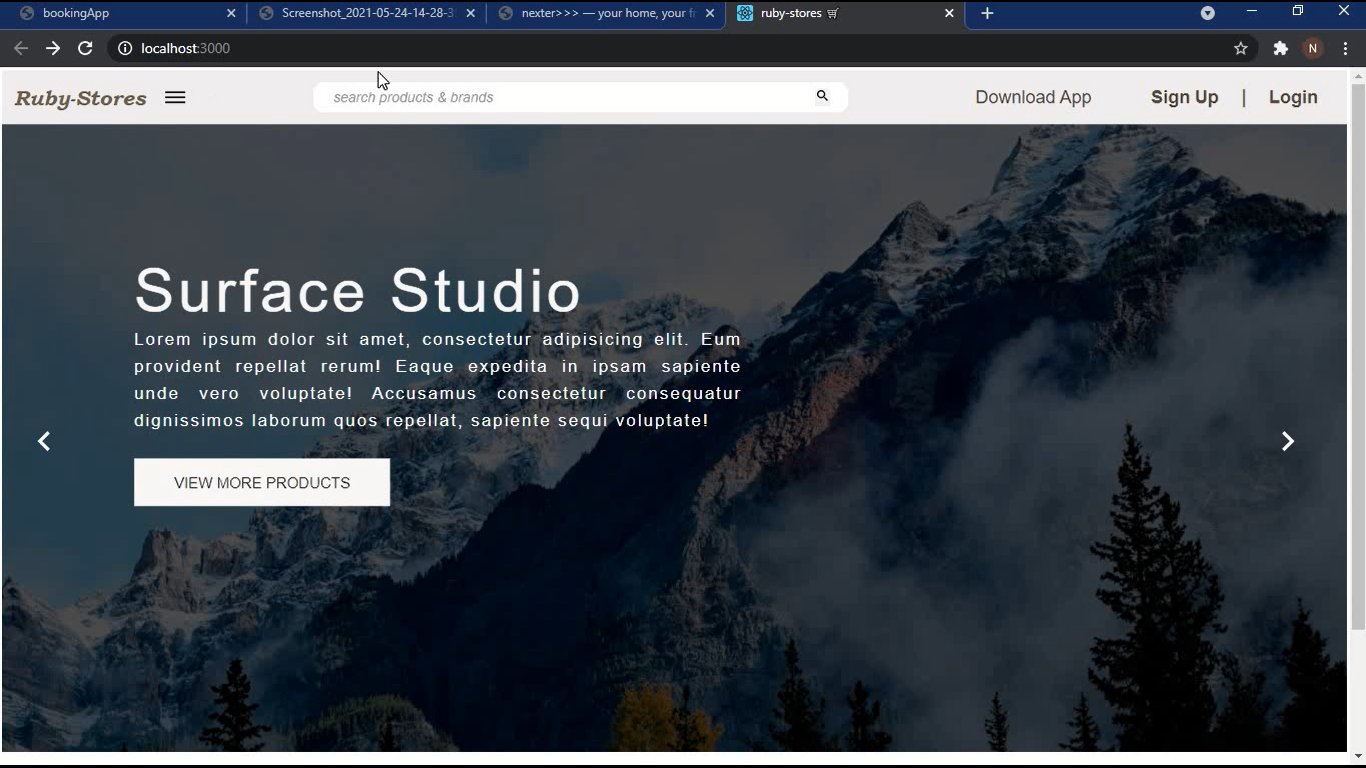 bookingApp
Screenshot_2021-05-24-14-28-3
nexter>>> — your home, your f
ruby-stores
localhost:3000
N
Ruby-Stores
search products & brands
Download App
Sign Up | Login
Surface Studio
Lorem ipsum dolor sit amet, consectetur adipisicing elit. Eum
provident repellat rerum! Eaque expedita in ipsam sapiente
unde vero voluptate! Accusamus consectetur consequatur
dignissimos laborum quos repellat, sapiente sequi voluptate!
VIEW MORE PRODUCTS